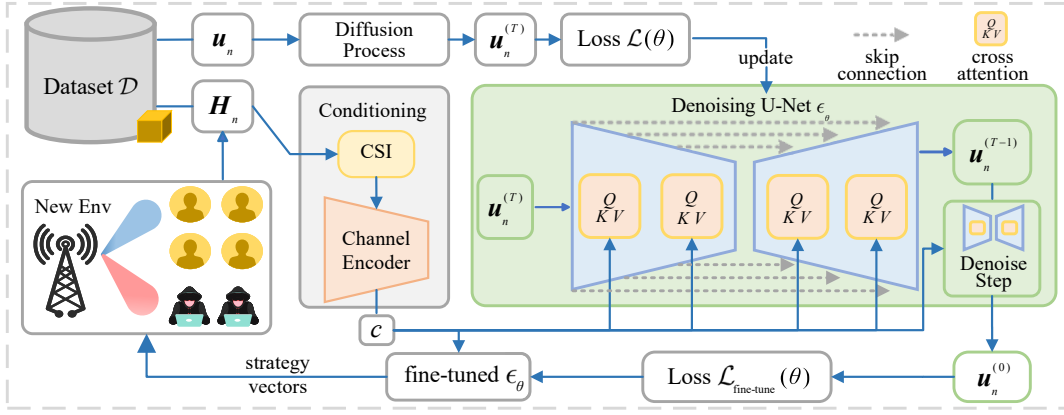 Dataset 𝒟
u_n
Diffusion
Process
u_n^(T)
Loss ℒ(θ)
update
skip
connection
Q
K V
cross
attention
H_n
Conditioning
CSI
Channel
Encoder
c
Denoising U-Net ϵ_θ
u_n^(T)
Q
K V
Q
K V
Q
K V
Q
K V
u_n^(T−1)
Denoise
Step
New Env
strategy
vectors
fine-tuned ϵ_θ
Loss ℒ_fine-tune (θ)
u_n^(0)